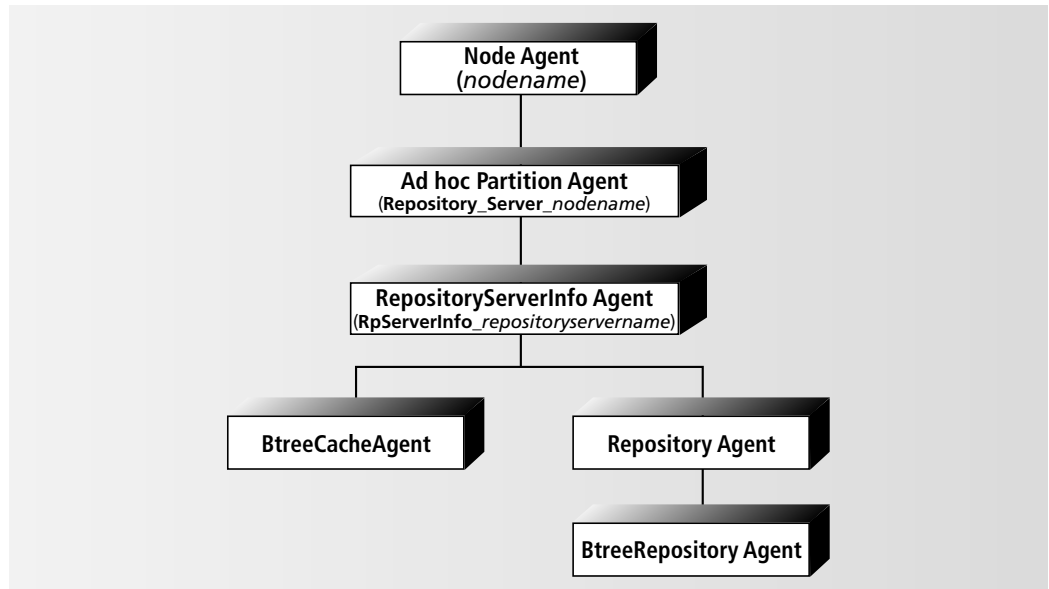 Node Agent
(nodename)
Ad hoc Partition Agent
(Repository_Server_nodename)
RepositoryServerInfo Agent
(RpServerInfo_repositoryservername)
BtreeCacheAgent
Repository Agent
BtreeRepository Agent